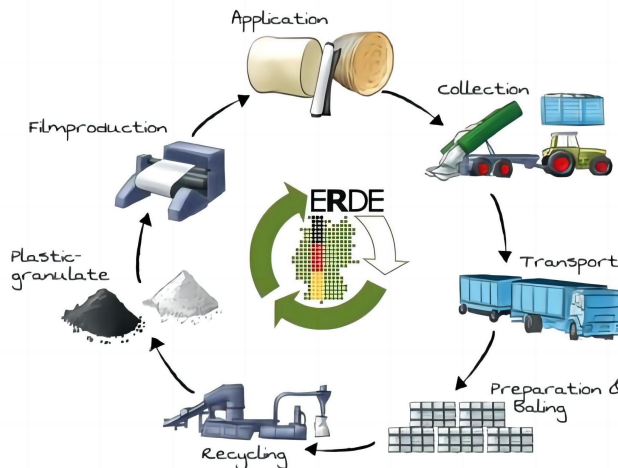 Application
Collection
Filmproduction
ERDE
Plastic-
granulate
Transport
Preparation &
Baling
Recycling